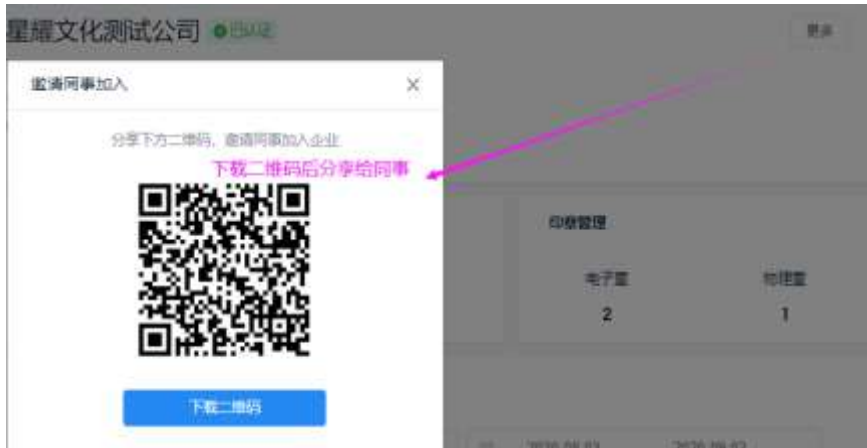 星耀文化测试公司 已认证
更多
邀请同事加入
分享下方二维码，邀请同事加入企业
下载二维码后分享给同事
印章管理
电子章 物理章
2 1
下载二维码